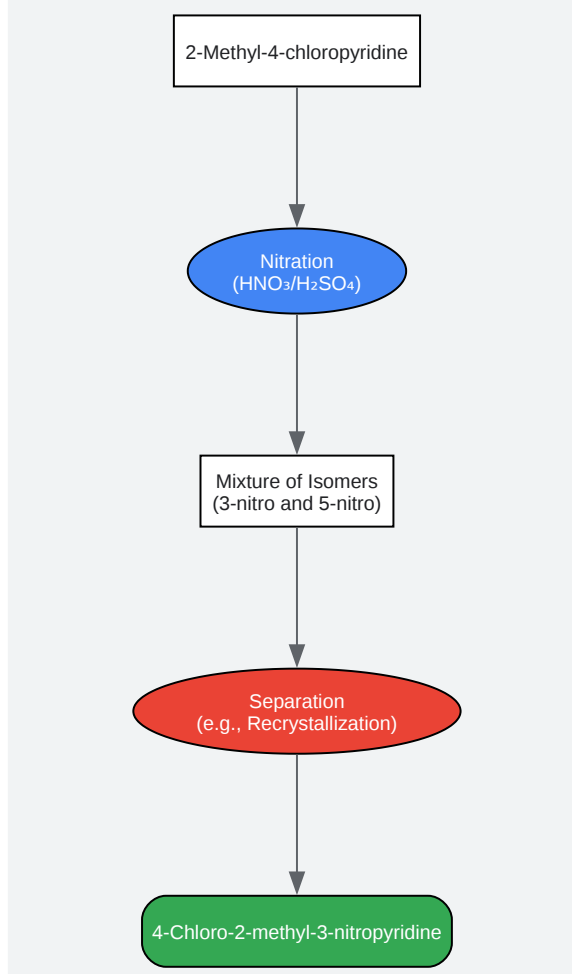 2-Methyl-4-chloropyridine
Nitration
(HNO₃/H₂SO₄)
Mixture of Isomers
(3-nitro and 5-nitro)
Separation
(e.g., Recrystallization)
4-Chloro-2-methyl-3-nitropyridine